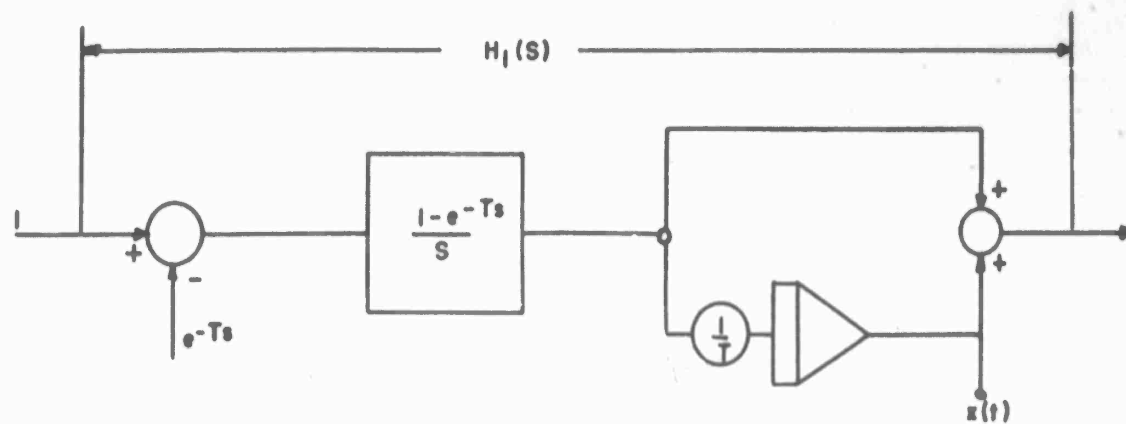 H1(S)
1
+
-
e-Ts
1-e-Ts
S
1
T
+
+
x(t)